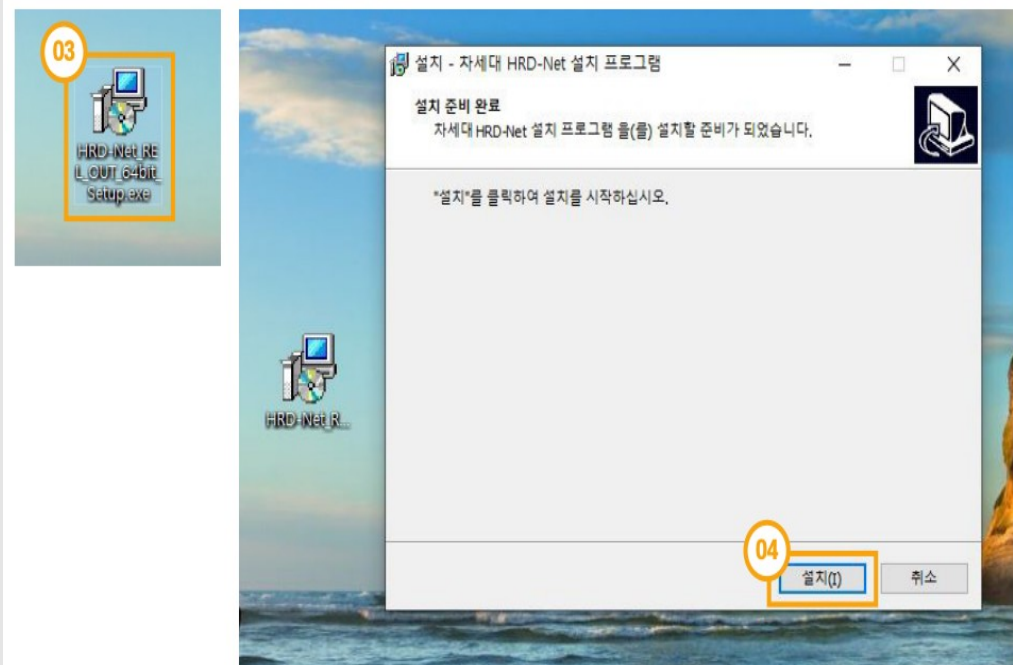 03
HRD-Net_RE
L_OUT_64bit_
Setup.exe
설치 - 차세대 HRD-Net 설치 프로그램
설치 준비 완료
차세대 HRD-Net 설치 프로그램 을(를) 설치할 준비가 되었습니다.
"설치"를 클릭하여 설치를 시작하십시오.
HRD-Net_R...
04
설치(I)
취소